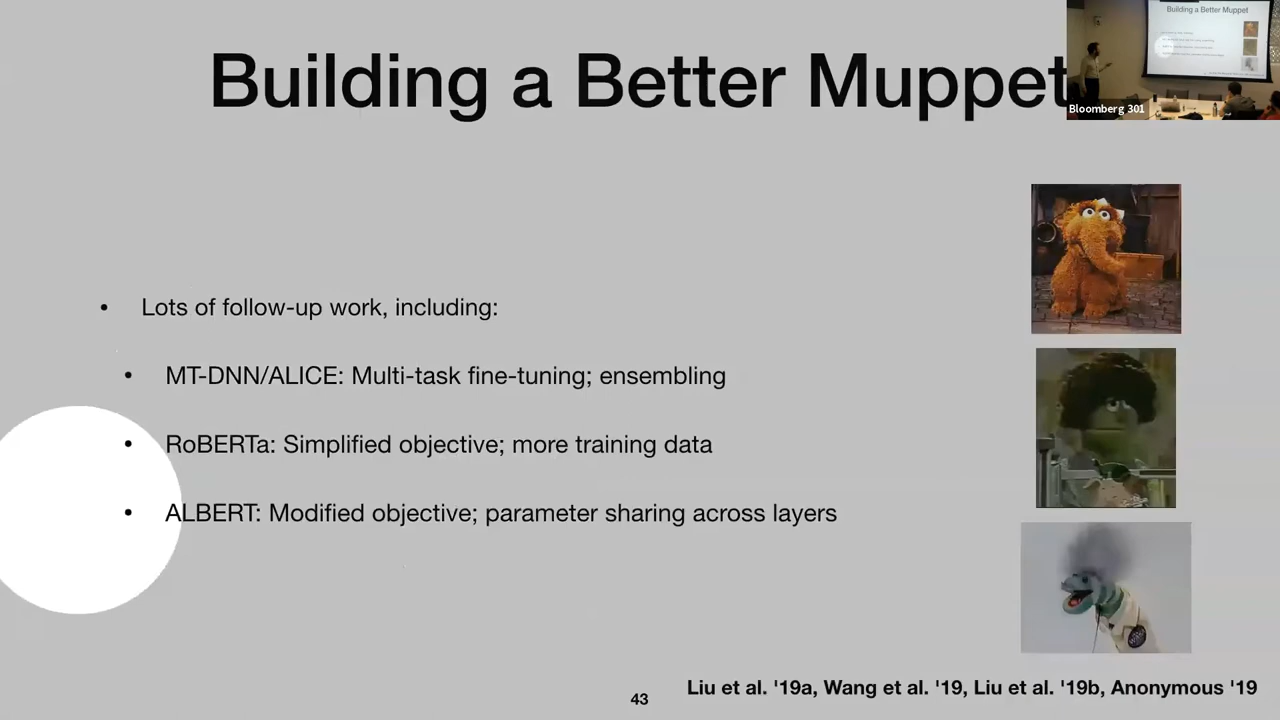 Building a Better Muppet
Building a Better Muppet
Bloomberg 301
• Lots of follow-up work, including:
• MT-DNN/ALICE: Multi-task fine-tuning; ensembling
• RoBERTa: Simplified objective; more training data
• ALBERT: Modified objective; parameter sharing across layers
43
Liu et al. '19a, Wang et al. '19, Liu et al. '19b, Anonymous '19